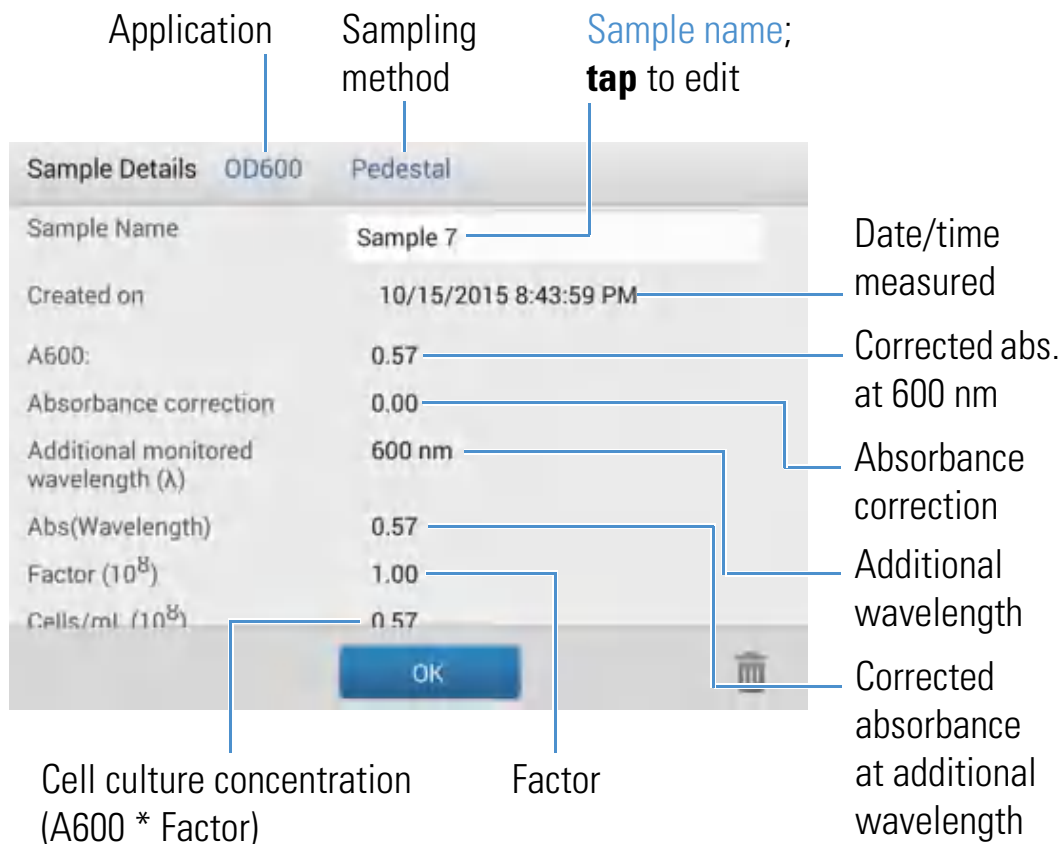 Application
Sampling
method
Sample name;
tap to edit
Sample Details OD600 Pedestal
Sample Name
Sample 7
Created on
10/15/2015 8:43:59 PM
A600:
0.57
Absorbance correction
0.00
Additional monitored
wavelength (λ)
600 nm
Abs(Wavelength)
0.57
Factor (10⁸)
1.00
Cells/mL (10⁸)
0.57
OK
Date/time
measured
Corrected abs.
at 600 nm
Absorbance
correction
Additional
wavelength
Corrected
absorbance
at additional
wavelength
Cell culture concentration
(A600 * Factor)
Factor